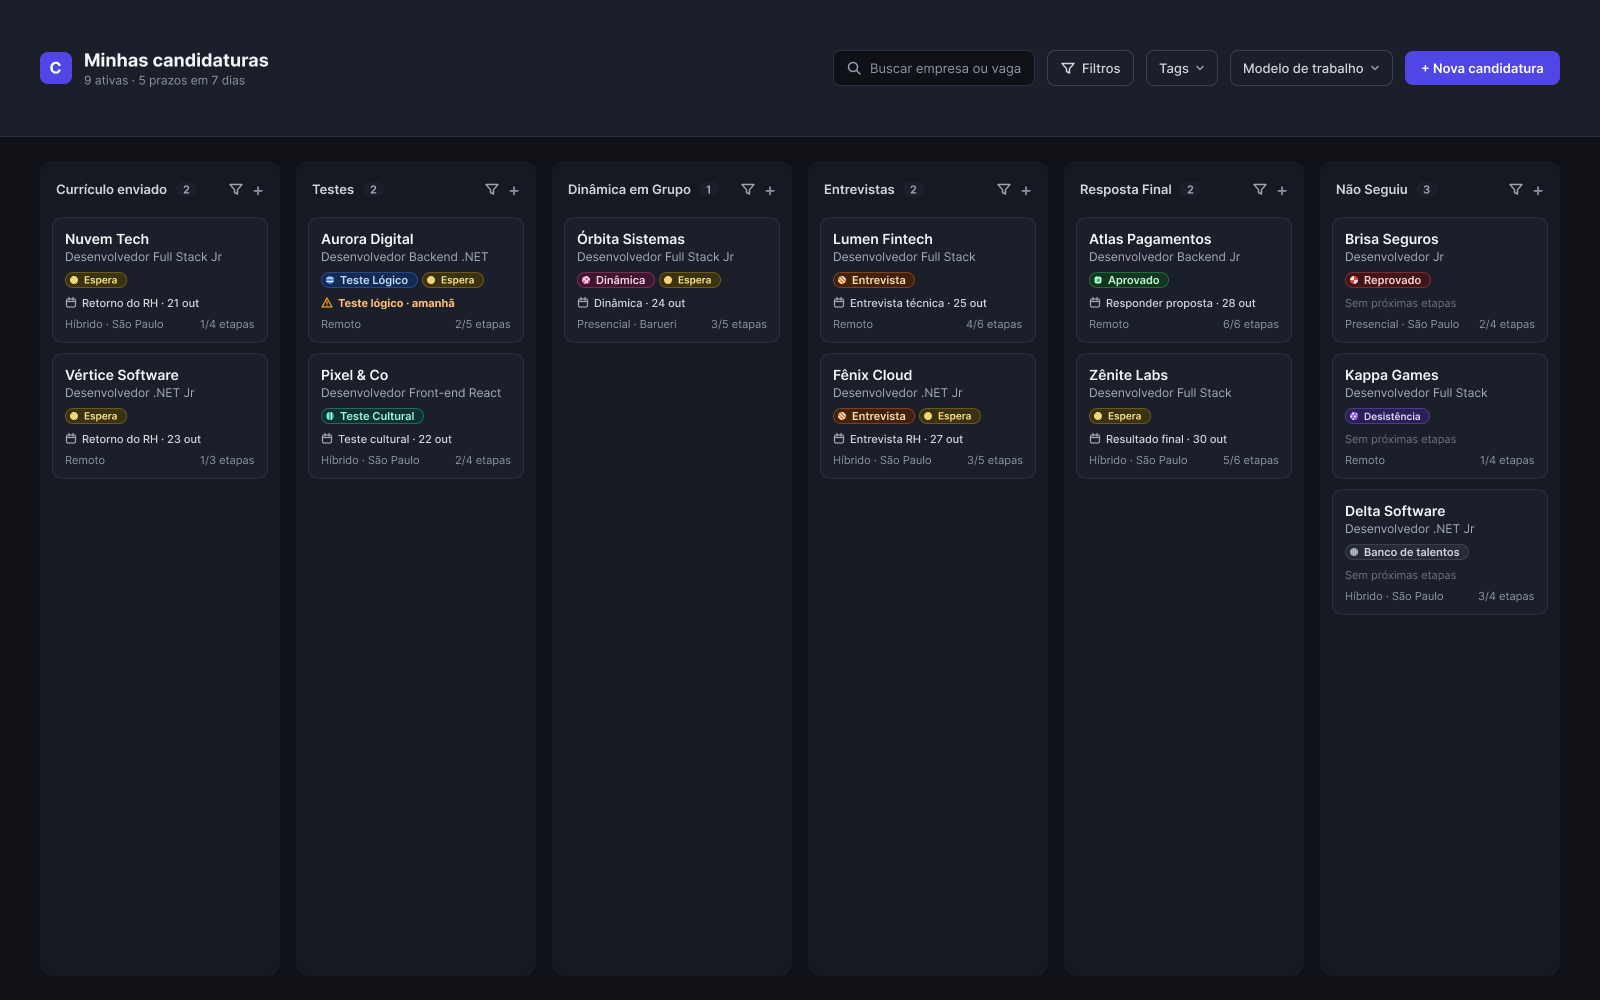 C
Minhas candidaturas
9 ativas · 5 prazos em 7 dias
Buscar empresa ou vaga
Filtros
Tags
Modelo de trabalho
+ Nova candidatura
Currículo enviado 2 +
Nuvem Tech
Desenvolvedor Full Stack Jr
Espera
Retorno do RH · 21 out
Híbrido · São Paulo 1/4 etapas
Vértice Software
Desenvolvedor .NET Jr
Espera
Retorno do RH · 23 out
Remoto 1/3 etapas
Testes 2 +
Aurora Digital
Desenvolvedor Backend .NET
Teste Lógico Espera
Teste lógico · amanhã
Remoto 2/5 etapas
Pixel & Co
Desenvolvedor Front-end React
Teste Cultural
Teste cultural · 22 out
Híbrido · São Paulo 2/4 etapas
Dinâmica em Grupo 1 +
Órbita Sistemas
Desenvolvedor Full Stack Jr
Dinâmica Espera
Dinâmica · 24 out
Presencial · Barueri 3/5 etapas
Entrevistas 2 +
Lumen Fintech
Desenvolvedor Full Stack
Entrevista
Entrevista técnica · 25 out
Remoto 4/6 etapas
Fênix Cloud
Desenvolvedor .NET Jr
Entrevista Espera
Entrevista RH · 27 out
Híbrido · São Paulo 3/5 etapas
Resposta Final 2 +
Atlas Pagamentos
Desenvolvedor Backend Jr
Aprovado
Responder proposta · 28 out
Remoto 6/6 etapas
Zênite Labs
Desenvolvedor Full Stack
Espera
Resultado final · 30 out
Híbrido · São Paulo 5/6 etapas
Não Seguiu 3 +
Brisa Seguros
Desenvolvedor Jr
Reprovado
Sem próximas etapas
Presencial · São Paulo 2/4 etapas
Kappa Games
Desenvolvedor Full Stack
Desistência
Sem próximas etapas
Remoto 1/4 etapas
Delta Software
Desenvolvedor .NET Jr
Banco de talentos
Sem próximas etapas
Híbrido · São Paulo 3/4 etapas